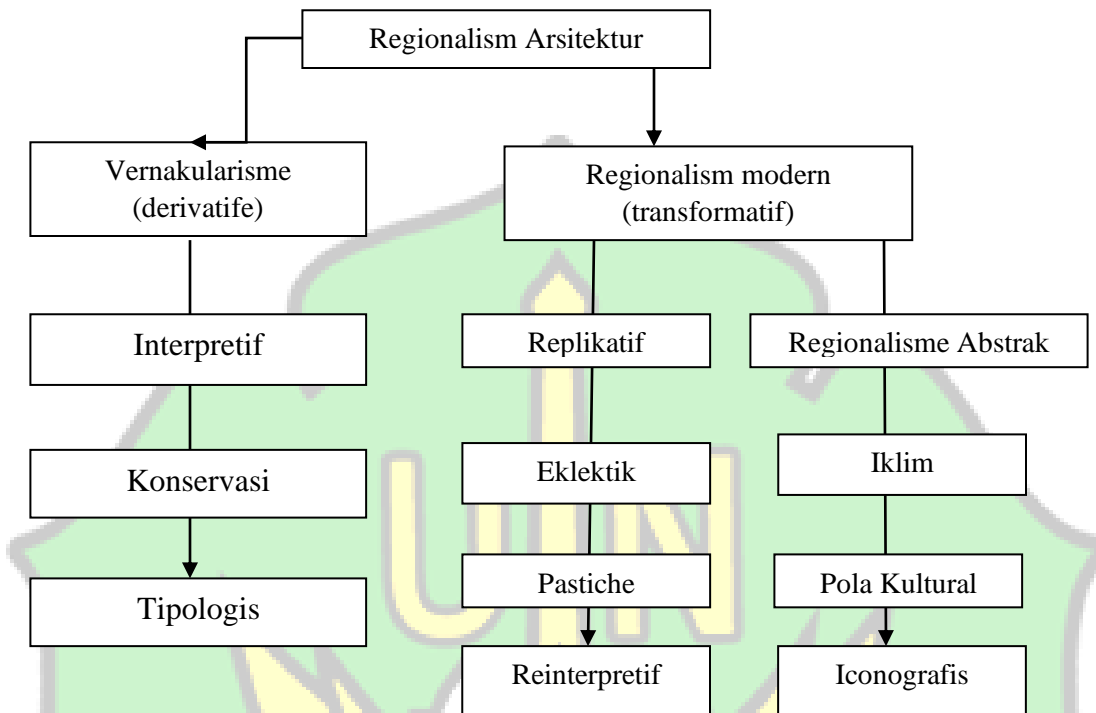 Regionalism Arsitektur
Vernakularisme
(derivatife)
Regionalism modern
(transformatif)
Interpretif
Replikatif
Regionalisme Abstrak
Konservasi
Eklektik
Iklim
Tipologis
Pastiche
Pola Kultural
Reinterpretif
Iconografis
UIN